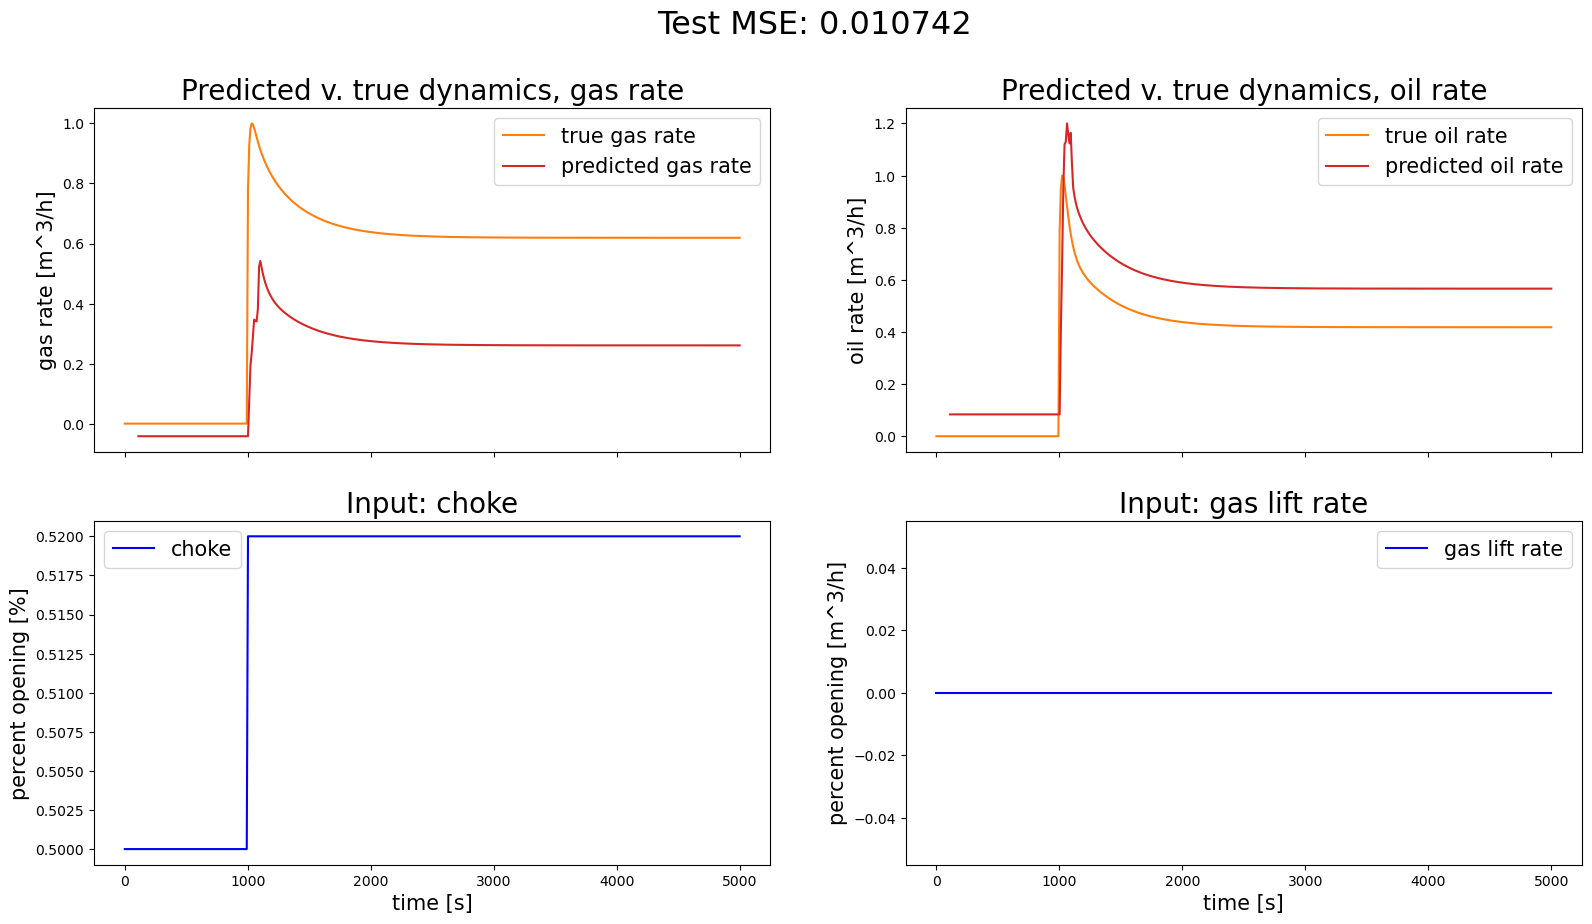 Test MSE: 0.010742
Predicted v. true dynamics, gas rate
gas rate [m^3/h]
1.0
0.8
0.6
0.4
0.2
0.0
true gas rate
predicted gas rate
Predicted v. true dynamics, oil rate
oil rate [m^3/h]
1.2
1.0
0.8
0.6
0.4
0.2
0.0
true oil rate
predicted oil rate
Input: choke
percent opening [%]
0.5200
0.5175
0.5150
0.5125
0.5100
0.5075
0.5050
0.5025
0.5000
choke
0 1000 2000 3000 4000 5000
time [s]
Input: gas lift rate
percent opening [m^3/h]
0.04
0.02
0.00
−0.02
−0.04
gas lift rate
0 1000 2000 3000 4000 5000
time [s]